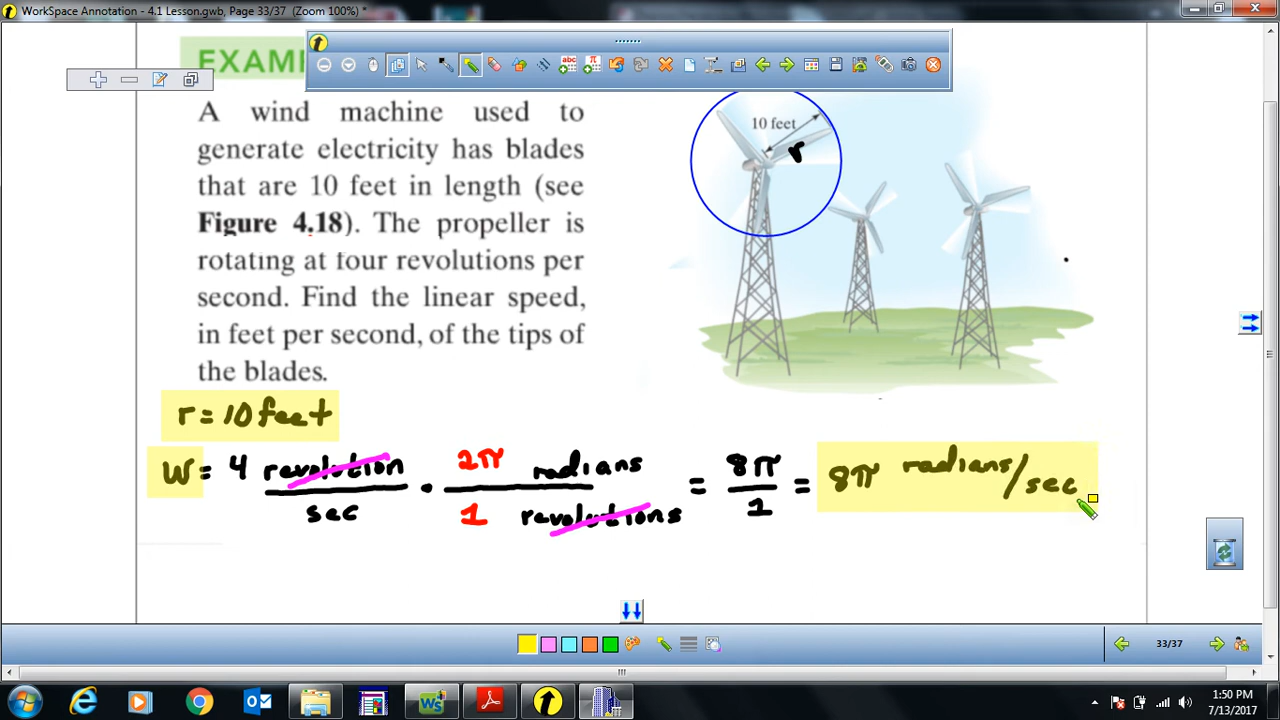 WorkSpace Annotation - 4.1 Lesson.gwb, Page 33/37 (Zoom 100%) *
EXAM
A wind machine used to
generate electricity has blades
that are 10 feet in length (see
Figure 4.18). The propeller is
rotating at four revolutions per
second. Find the linear speed,
in feet per second, of the tips of
the blades.
10 feet
r
r = 10 feet
W = 4 revolution / sec · 2π radians / 1 revolutions = 8π / 1 = 8π radians/sec
33/37
1:50 PM
7/13/2017